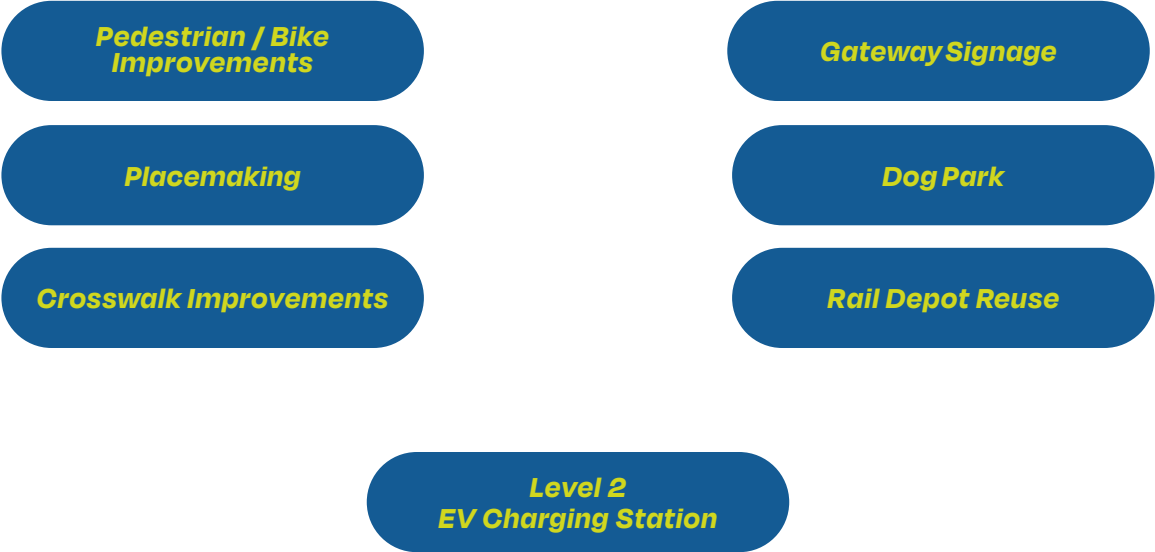 Pedestrian / Bike
Improvements
Gateway Signage
Placemaking
Dog Park
Crosswalk Improvements
Rail Depot Reuse
Level 2
EV Charging Station